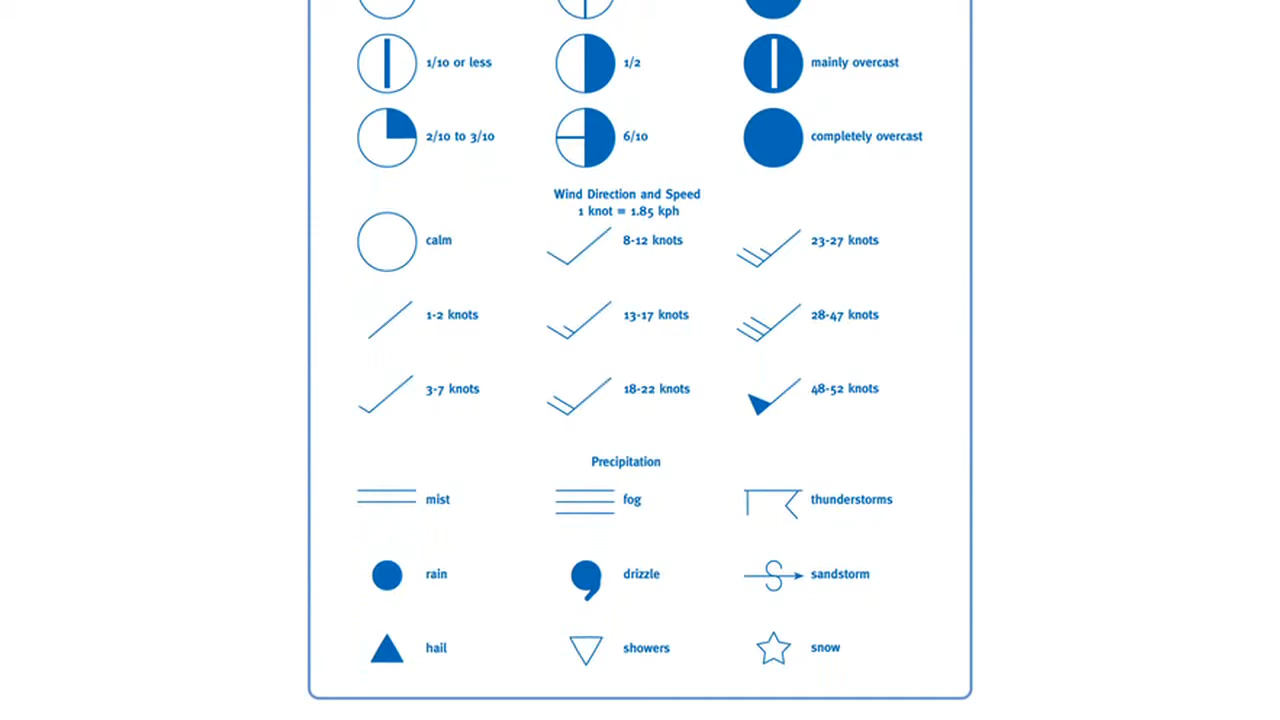 1/10 or less
1/2
mainly overcast
2/10 to 3/10
6/10
completely overcast
Wind Direction and Speed
1 knot = 1.85 kph
calm
8-12 knots
23-27 knots
1-2 knots
13-17 knots
28-47 knots
3-7 knots
18-22 knots
48-52 knots
Precipitation
mist
fog
thunderstorms
rain
drizzle
sandstorm
hail
showers
snow